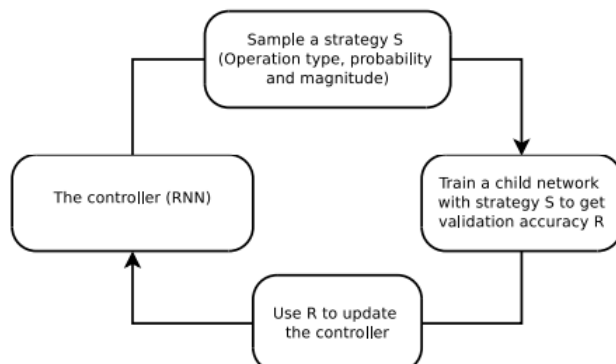 Sample a strategy S
(Operation type, probability
and magnitude)
The controller (RNN)
Train a child network
with strategy S to get
validation accuracy R
Use R to update
the controller